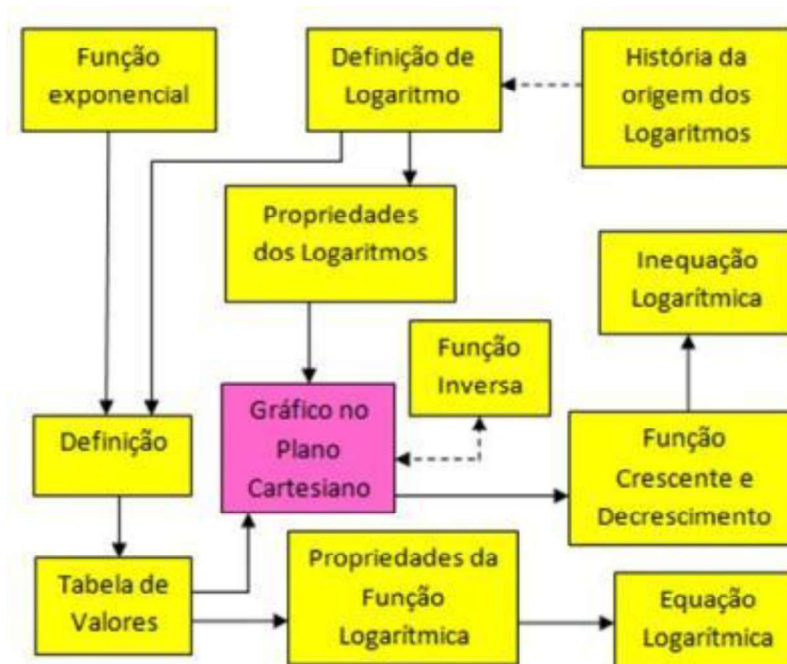 Função
exponencial
Definição de
Logaritmo
História da
origem dos
Logaritmos
Propriedades
dos Logaritmos
Inequação
Logarítmica
Função
Inversa
Gráfico no
Plano
Cartesiano
Definição
Função
Crescente e
Decrescimento
Tabela de
Valores
Propriedades da
Função
Logarítmica
Equação
Logarítmica